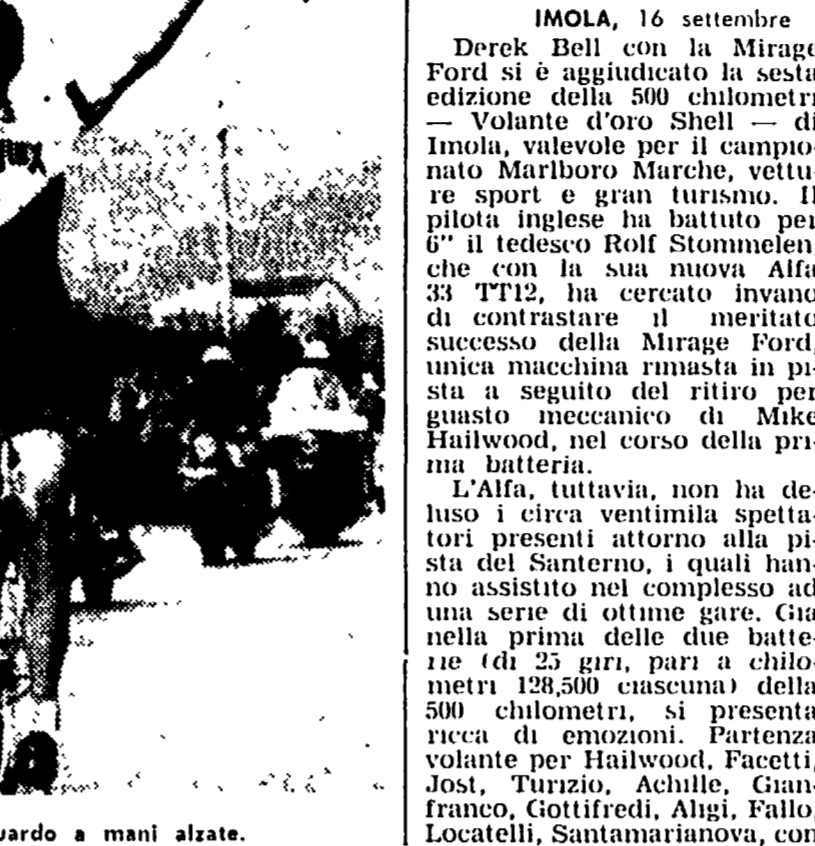 IMOLA, 16 settembre
Derek Bell con la Mirage
Ford si è aggiudicato la sesta
edizione della 500 chilometri
— Volante d'oro Shell — di
Imola, valevole per il campio-
nato Marlboro Marche, vettu-
re sport e gran turismo. Il
pilota inglese ha battuto per
6" il tedesco Rolf Stommelen,
che con la sua nuova Alfa
33 TT12, ha cercato invano
di contrastare il meritato
successo della Mirage Ford,
unica macchina rimasta in pi-
sta a seguito del ritiro per
guasto meccanico di Mike
Hailwood, nel corso della pri-
ma batteria.
L'Alfa, tuttavia, non ha de-
luso i circa ventimila spetta-
tori presenti attorno alla pi-
sta del Santerno, i quali han-
no assistito nel complesso ad
una serie di ottime gare. Gia
nella prima delle due batte-
rie (di 25 giri, pari a chilo-
metri 128,500 ciascuna) della
500 chilometri, si presenta
ricca di emozioni. Partenza
volante per Hailwood, Facetti,
Jost, Turizio, Achille, Gian-
franco, Gottifredi, Aligi, Fallo,
Locatelli, Santamarianova, con
uardo a mani alzate.